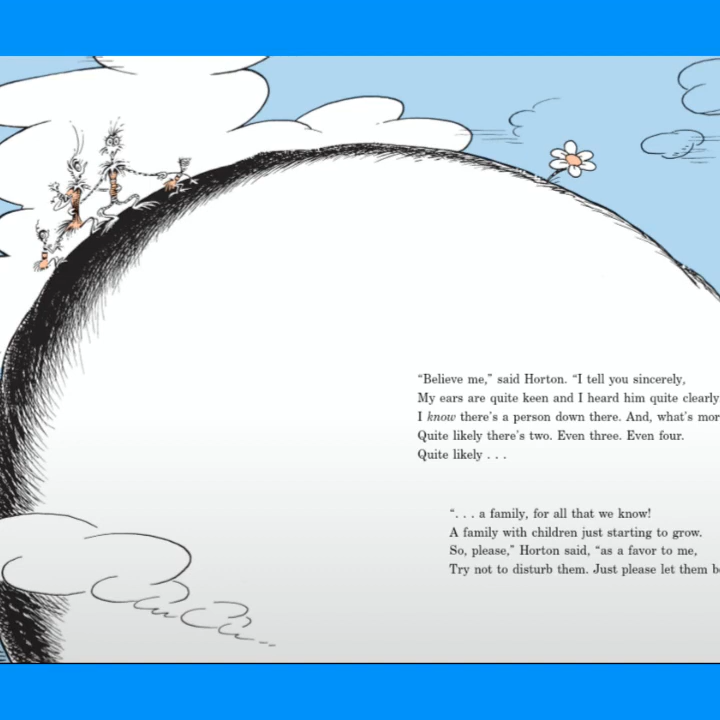 “Believe me,” said Horton. “I tell you sincerely,
My ears are quite keen and I heard him quite clearly
I know there’s a person down there. And, what’s mor
Quite likely there’s two. Even three. Even four.
Quite likely . . .
“. . . a family, for all that we know!
A family with children just starting to grow.
So, please,” Horton said, “as a favor to me,
Try not to disturb them. Just please let them b